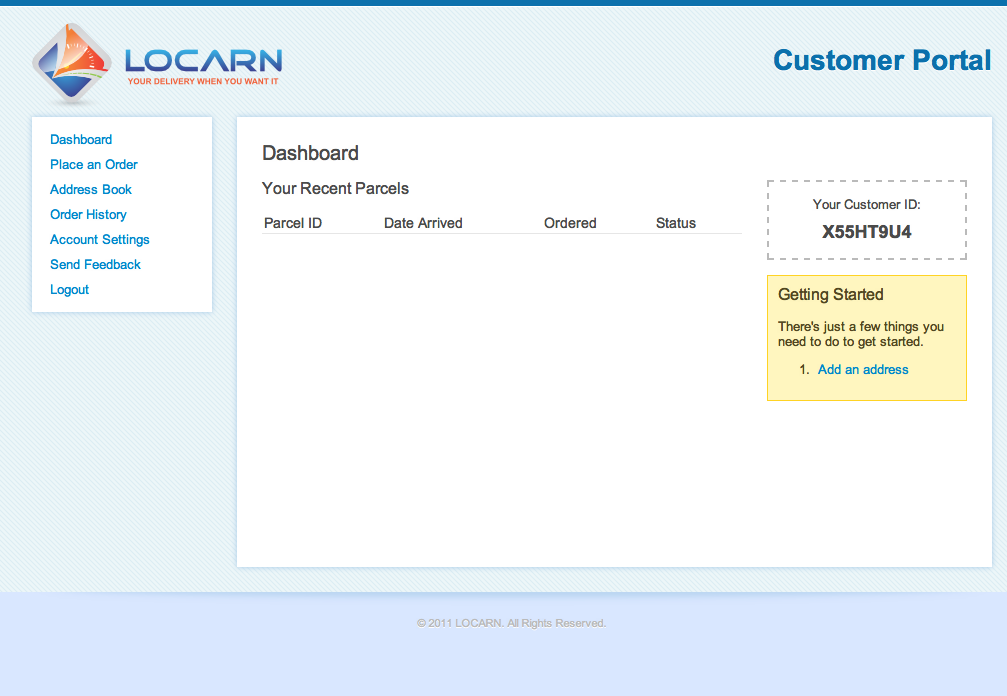 LOCARN
YOUR DELIVERY WHEN YOU WANT IT
Customer Portal
Dashboard
Place an Order
Address Book
Order History
Account Settings
Send Feedback
Logout
Dashboard
Your Recent Parcels
Parcel ID Date Arrived Ordered Status
Your Customer ID:
X55HT9U4
Getting Started
There's just a few things you
need to do to get started.
1. Add an address
© 2011 LOCARN. All Rights Reserved.